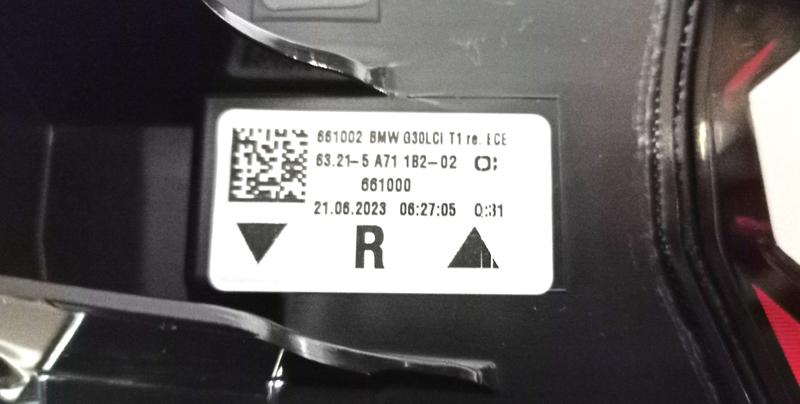 661002 BMW G30LCI T1 re. ECE
63.21-5 A71 1B2-02
661000
21.06.2023 06:27:05 Q:31
R